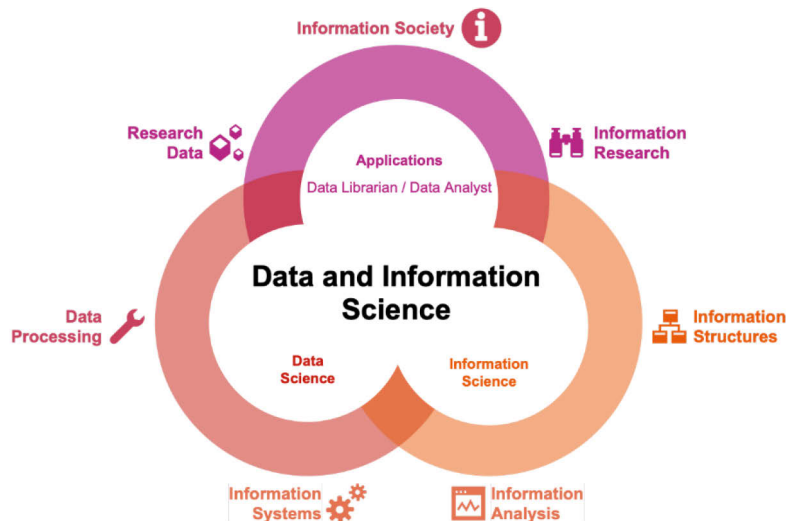 Information Society
Research
Data
Information
Research
Applications
Data Librarian / Data Analyst
Data and Information
Science
Data
Processing
Information
Structures
Data
Science
Information
Science
Information
Systems
Information
Analysis